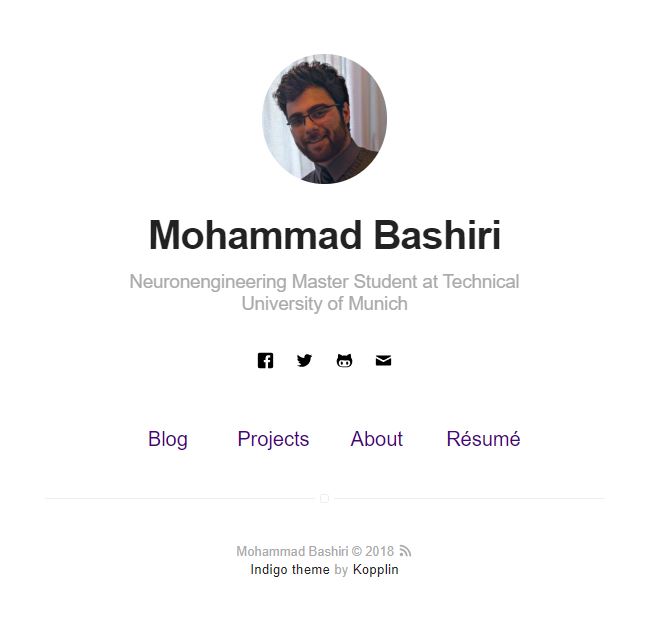 Mohammad Bashiri
Neuronengineering Master Student at Technical
University of Munich
Blog Projects About Résumé
Mohammad Bashiri © 2018
Indigo theme by Kopplin